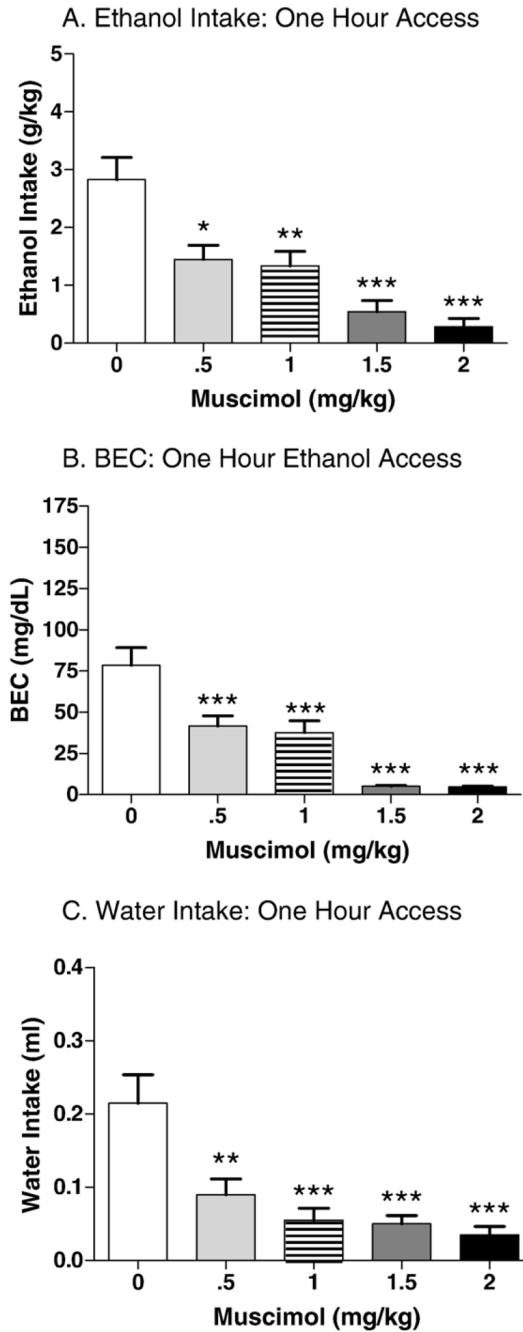 A. Ethanol Intake: One Hour Access
5
4
3
2
1
0
Ethanol Intake (g/kg)
*
**
***
***
0 .5 1 1.5 2
Muscimol (mg/kg)
B. BEC: One Hour Ethanol Access
175
150
125
100
75
50
25
0
BEC (mg/dL)
***
***
***
***
0 .5 1 1.5 2
Muscimol (mg/kg)
C. Water Intake: One Hour Access
0.4
0.3
0.2
0.1
0.0
Water Intake (ml)
**
***
***
***
0 .5 1 1.5 2
Muscimol (mg/kg)